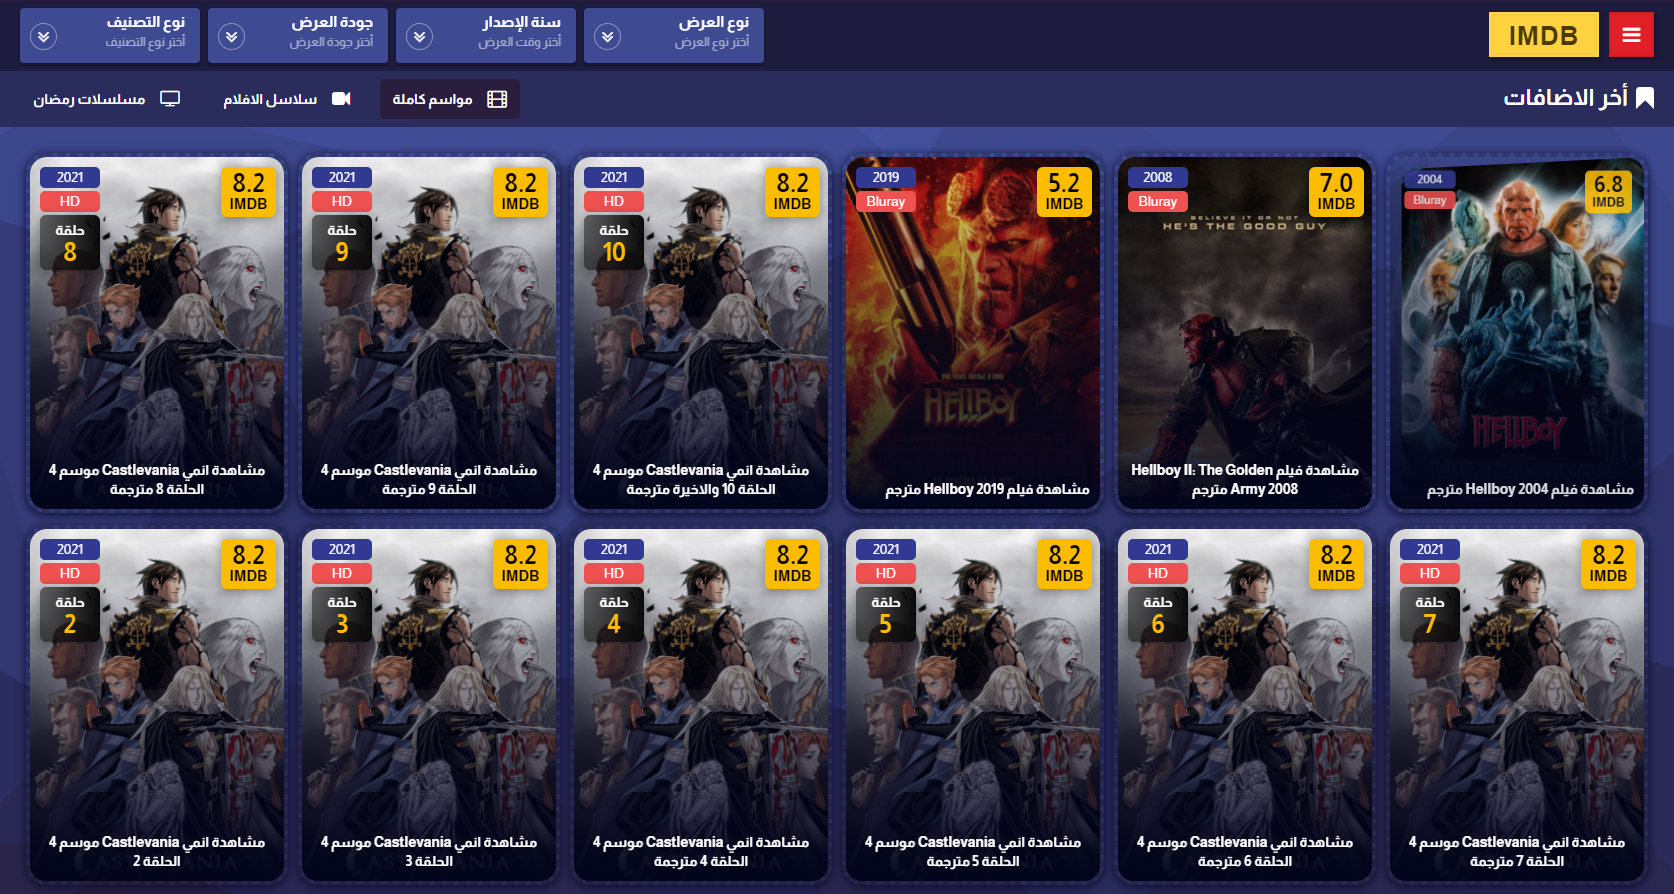 IMDB
نوع العرض
أختر نوع العرض
سنة الإصدار
أختر وقت العرض
جودة العرض
أختر جودة العرض
نوع التصنيف
أختر نوع التصنيف
أخر الاضافات
مواسم كاملة
سلاسل الافلام
مسلسلات رمضان
6.8
IMDB
2004
Bluray
HELLBOY
مشاهدة فيلم Hellboy 2004 مترجم
7.0
IMDB
2008
Bluray
BELIEVE IT OR NOT
HE'S THE GOOD GUY
مشاهدة فيلم Hellboy II: The Golden
Army 2008 مترجم
5.2
IMDB
2019
Bluray
HELLBOY
مشاهدة فيلم Hellboy 2019 مترجم
8.2
IMDB
2021
HD
حلقة
10
مشاهدة انمي Castlevania موسم 4
الحلقة 10 والاخيرة مترجمة
8.2
IMDB
2021
HD
حلقة
9
مشاهدة انمي Castlevania موسم 4
الحلقة 9 مترجمة
8.2
IMDB
2021
HD
حلقة
8
مشاهدة انمي Castlevania موسم 4
الحلقة 8 مترجمة
8.2
IMDB
2021
HD
حلقة
7
مشاهدة انمي Castlevania موسم 4
الحلقة 7 مترجمة
8.2
IMDB
2021
HD
حلقة
6
مشاهدة انمي Castlevania موسم 4
الحلقة 6 مترجمة
8.2
IMDB
2021
HD
حلقة
5
مشاهدة انمي Castlevania موسم 4
الحلقة 5 مترجمة
8.2
IMDB
2021
HD
حلقة
4
مشاهدة انمي Castlevania موسم 4
الحلقة 4 مترجمة
8.2
IMDB
2021
HD
حلقة
3
مشاهدة انمي Castlevania موسم 4
الحلقة 3
8.2
IMDB
2021
HD
حلقة
2
مشاهدة انمي Castlevania موسم 4
الحلقة 2